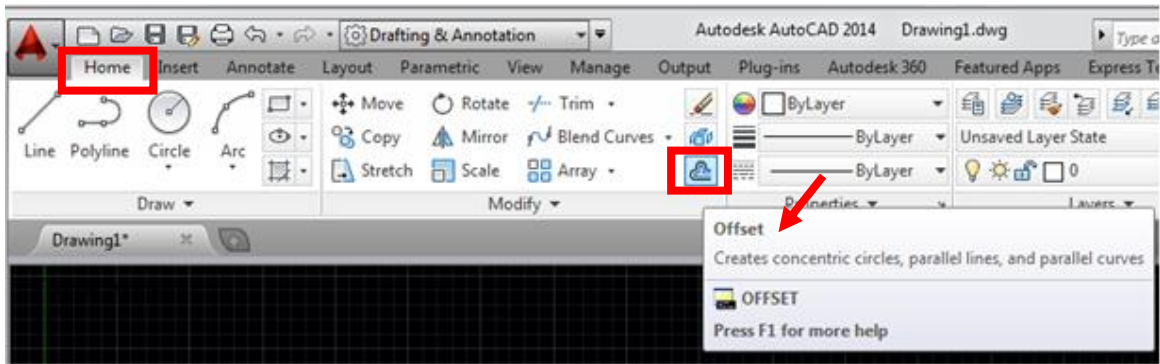 Drafting & Annotation Autodesk AutoCAD 2014 Drawing1.dwg Type a
Home Insert Annotate Layout Parametric View Manage Output Plug-ins Autodesk 360 Featured Apps Express
Move Rotate Trim ByLayer
Line Polyline Circle Arc Copy Mirror Blend Curves ByLayer Unsaved Layer State
Stretch Scale Array ByLayer 0
Draw Modify Properties Layers
Drawing1*
Offset
Creates concentric circles, parallel lines, and parallel curves
OFFSET
Press F1 for more help